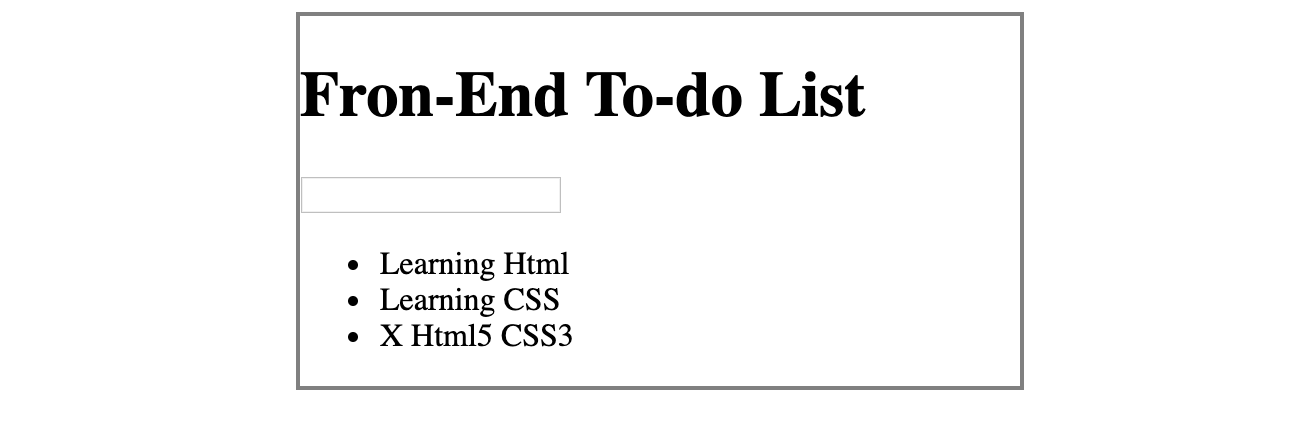 Fron-End To-do List
Learning Html
Learning CSS
X Html5 CSS3